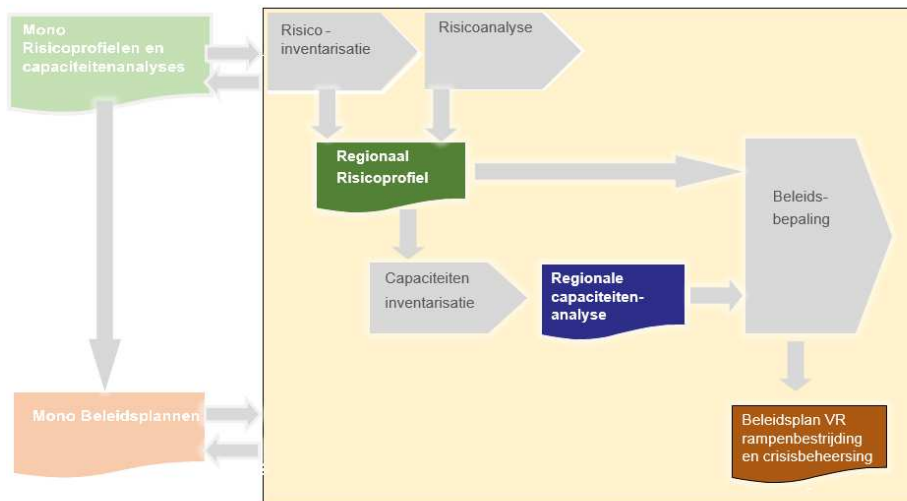 Mono
Risicoprofielen en
capaciteitenanalyses
Risico -
inventarisatie
Risicoanalyse
Regionaal
Risicoprofiel
Beleids-
bepaling
Capaciteiten
inventarisatie
Regionale
capaciteiten-
analyse
Mono Beleidsplannen
Beleidsplan VR
rampenbestrijding
en crisisbeheersing